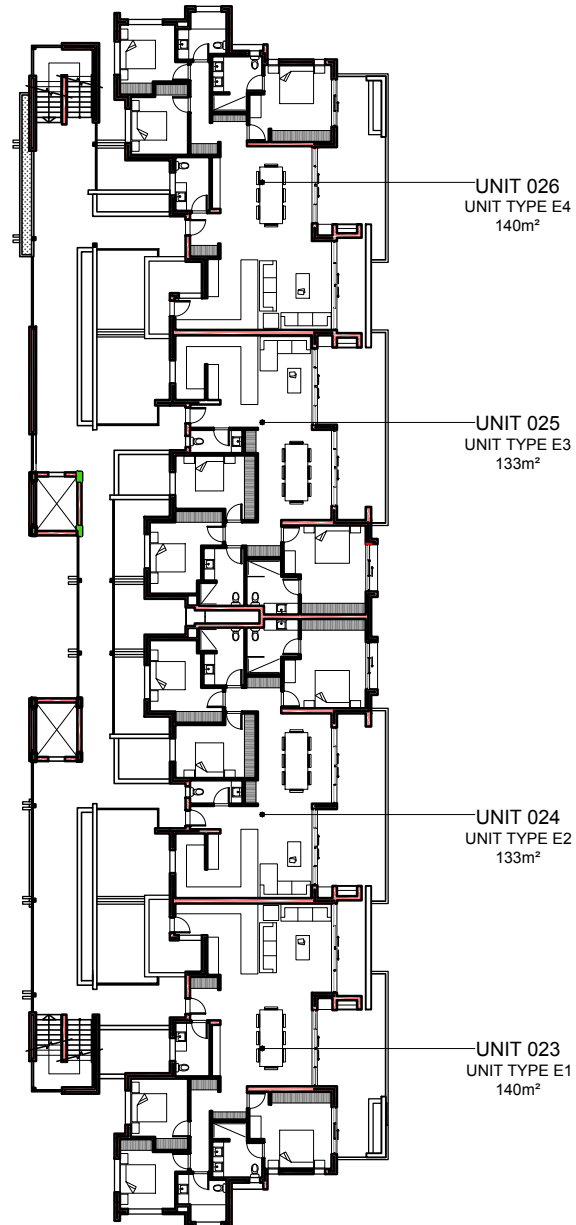 UNIT 026
UNIT TYPE E4
140m²
UNIT 025
UNIT TYPE E3
133m²
UNIT 024
UNIT TYPE E2
133m²
UNIT 023
UNIT TYPE E1
140m²